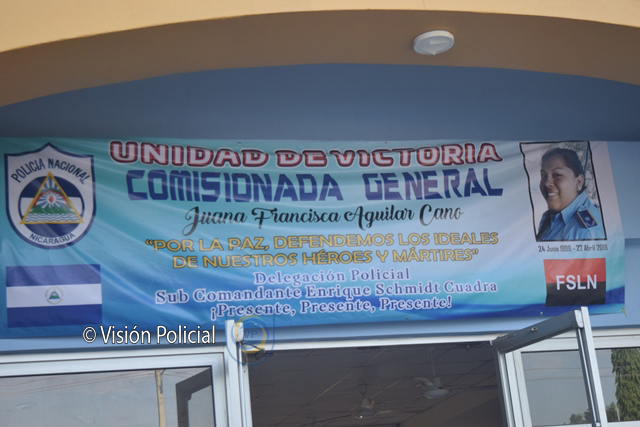 POLICÍA NACIONAL
NICARAGUA
UNIDAD DE VICTORIA
COMISIONADA GENERAL
Juana Francisca Aguilar Cano
“POR LA PAZ, DEFENDEMOS LOS IDEALES
DE NUESTROS HÉROES Y MÁRTIRES”
Delegación Policial
Sub Comandante Enrique Schmidt Cuadra
¡Presente, Presente, Presente!
FSLN
© Visión Policial